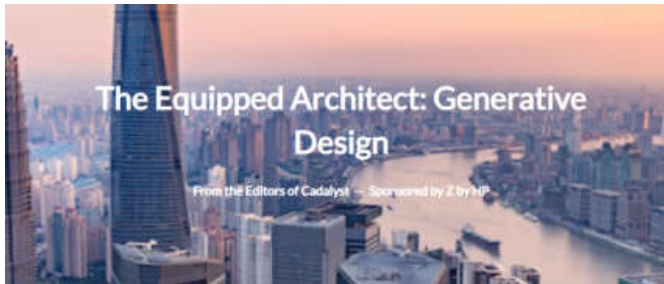 The Equipped Architect: Generative
Design
From the Editors of Cadalyst — Sponsored by Z by HP